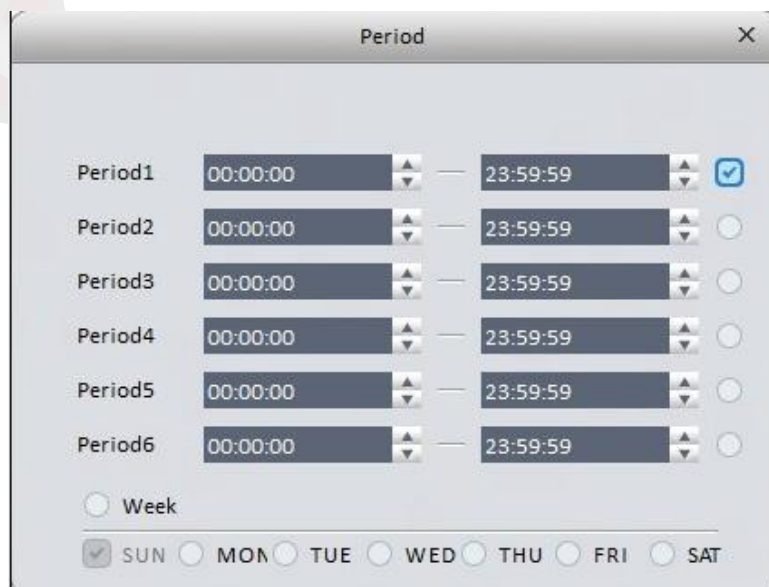 Period
Period1 00:00:00 — 23:59:59
Period2 00:00:00 — 23:59:59
Period3 00:00:00 — 23:59:59
Period4 00:00:00 — 23:59:59
Period5 00:00:00 — 23:59:59
Period6 00:00:00 — 23:59:59
Week
SUN MON TUE WED THU FRI SAT